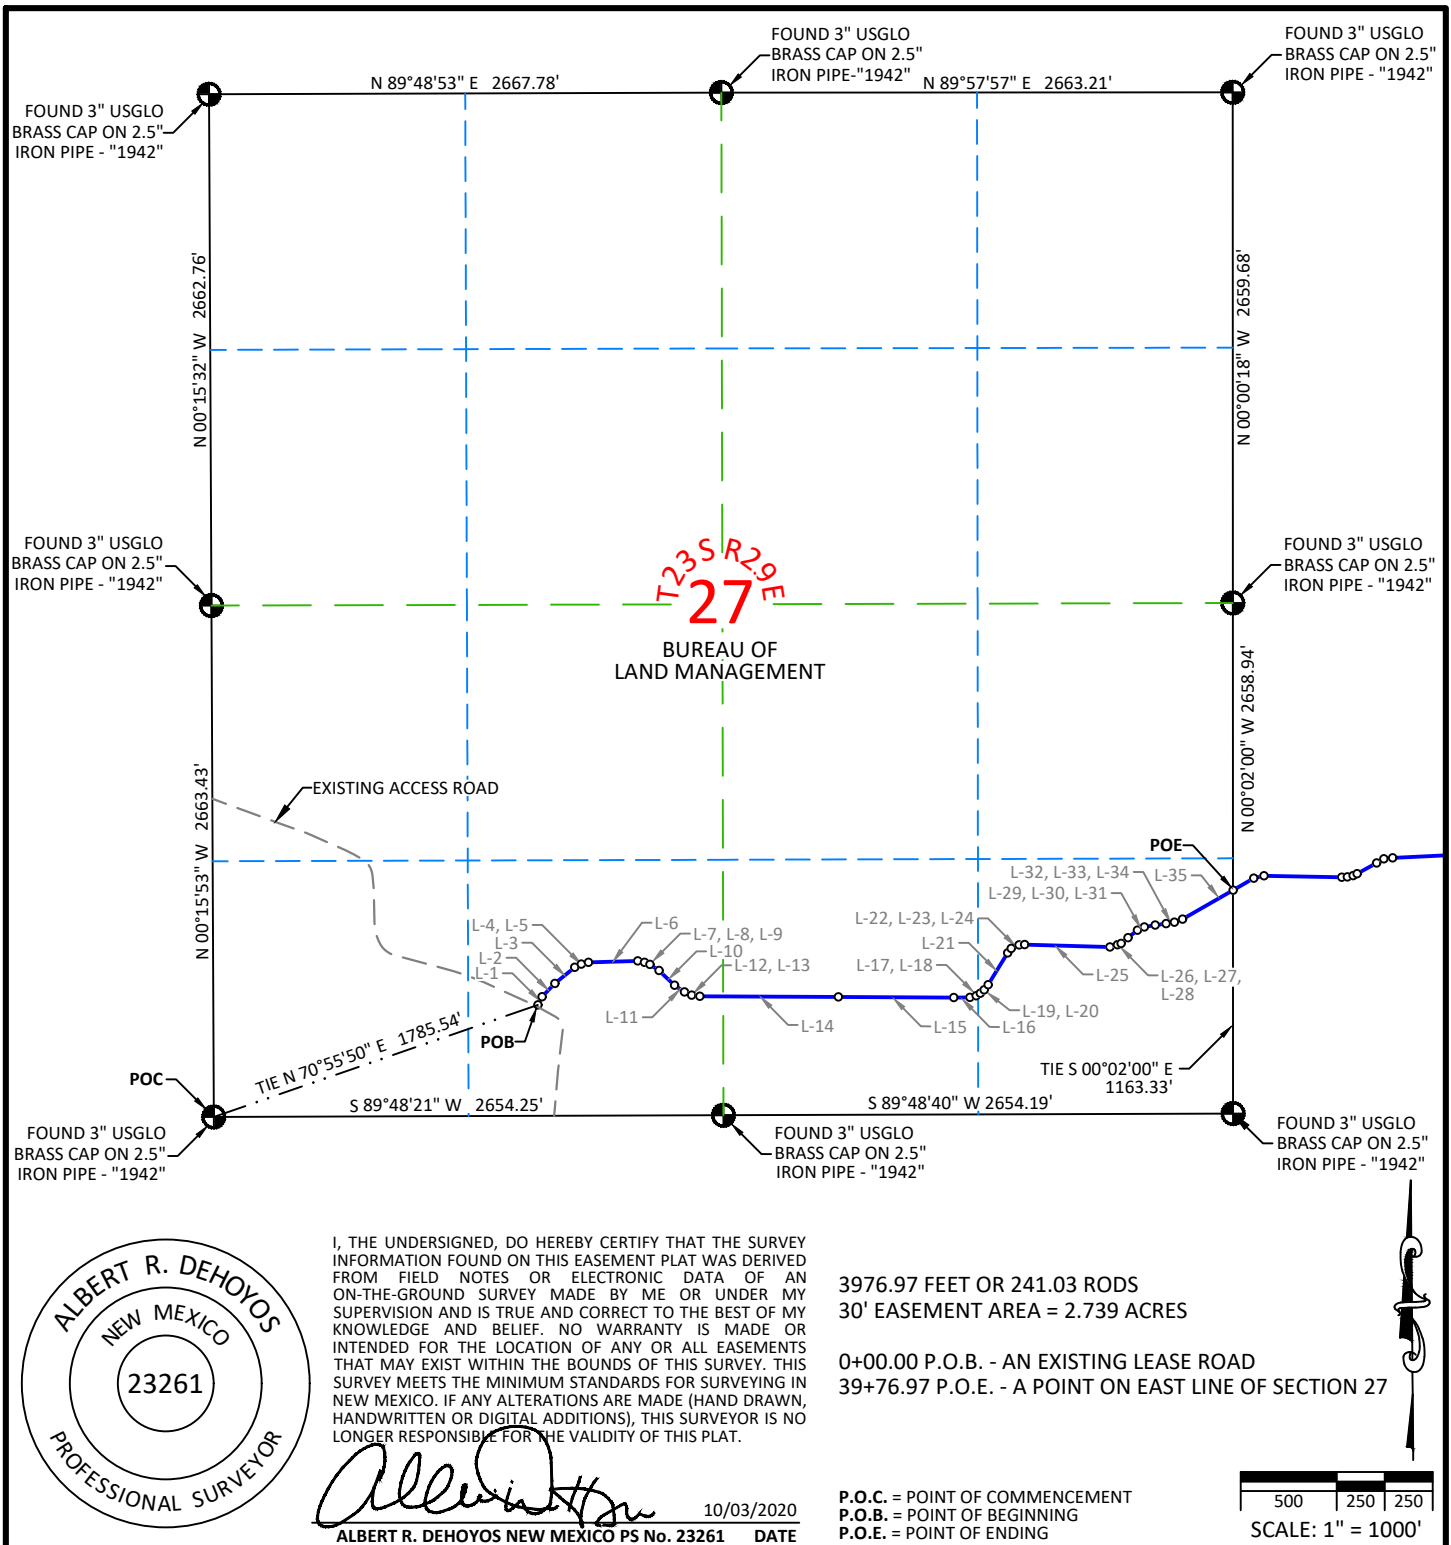 FOUND 3" USGLO
BRASS CAP ON 2.5"
IRON PIPE-"1942"
FOUND 3" USGLO
BRASS CAP ON 2.5"
IRON PIPE - "1942"
N 89°48'53" E 2667.78'
N 89°57'57" E 2663.21'
FOUND 3" USGLO
BRASS CAP ON 2.5"
IRON PIPE - "1942"
N 00°15'32" W 2662.76'
N 00°00'18" W 2659.68'
FOUND 3" USGLO
BRASS CAP ON 2.5"
IRON PIPE - "1942"
T23S R29E
27
BUREAU OF
LAND MANAGEMENT
FOUND 3" USGLO
BRASS CAP ON 2.5"
IRON PIPE - "1942"
N 00°15'53" W 2663.43'
N 00°02'00" W 2658.94'
EXISTING ACCESS ROAD
POE
L-32, L-33, L-34
L-35
L-29, L-30, L-31
L-4, L-5
L-6
L-22, L-23, L-24
L-3
L-7, L-8, L-9
L-21
L-2
L-10
L-1
L-12, L-13
L-17, L-18
L-25
L-26, L-27,
L-28
L-11
L-14
L-15
L-16
L-19, L-20
POB
TIE N 70°55'50" E 1785.54'
TIE S 00°02'00" E
1163.33'
POC
S 89°48'21" W 2654.25'
S 89°48'40" W 2654.19'
FOUND 3" USGLO
BRASS CAP ON 2.5"
IRON PIPE - "1942"
FOUND 3" USGLO
BRASS CAP ON 2.5"
IRON PIPE - "1942"
FOUND 3" USGLO
BRASS CAP ON 2.5"
IRON PIPE - "1942"
ALBERT R. DEHOYOS
NEW MEXICO
23261
PROFESSIONAL SURVEYOR
I, THE UNDERSIGNED, DO HEREBY CERTIFY THAT THE SURVEY
INFORMATION FOUND ON THIS EASEMENT PLAT WAS DERIVED
FROM FIELD NOTES OR ELECTRONIC DATA OF AN
ON-THE-GROUND SURVEY MADE BY ME OR UNDER MY
SUPERVISION AND IS TRUE AND CORRECT TO THE BEST OF MY
KNOWLEDGE AND BELIEF. NO WARRANTY IS MADE OR
INTENDED FOR THE LOCATION OF ANY OR ALL EASEMENTS
THAT MAY EXIST WITHIN THE BOUNDS OF THIS SURVEY. THIS
SURVEY MEETS THE MINIMUM STANDARDS FOR SURVEYING IN
NEW MEXICO. IF ANY ALTERATIONS ARE MADE (HAND DRAWN,
HANDWRITTEN OR DIGITAL ADDITIONS), THIS SURVEYOR IS NO
LONGER RESPONSIBLE FOR THE VALIDITY OF THIS PLAT.
10/03/2020
ALBERT R. DEHOYOS NEW MEXICO PS No. 23261 DATE
3976.97 FEET OR 241.03 RODS
30' EASEMENT AREA = 2.739 ACRES
0+00.00 P.O.B. - AN EXISTING LEASE ROAD
39+76.97 P.O.E. - A POINT ON EAST LINE OF SECTION 27
P.O.C. = POINT OF COMMENCEMENT
P.O.B. = POINT OF BEGINNING
P.O.E. = POINT OF ENDING
500 250 250
SCALE: 1" = 1000'